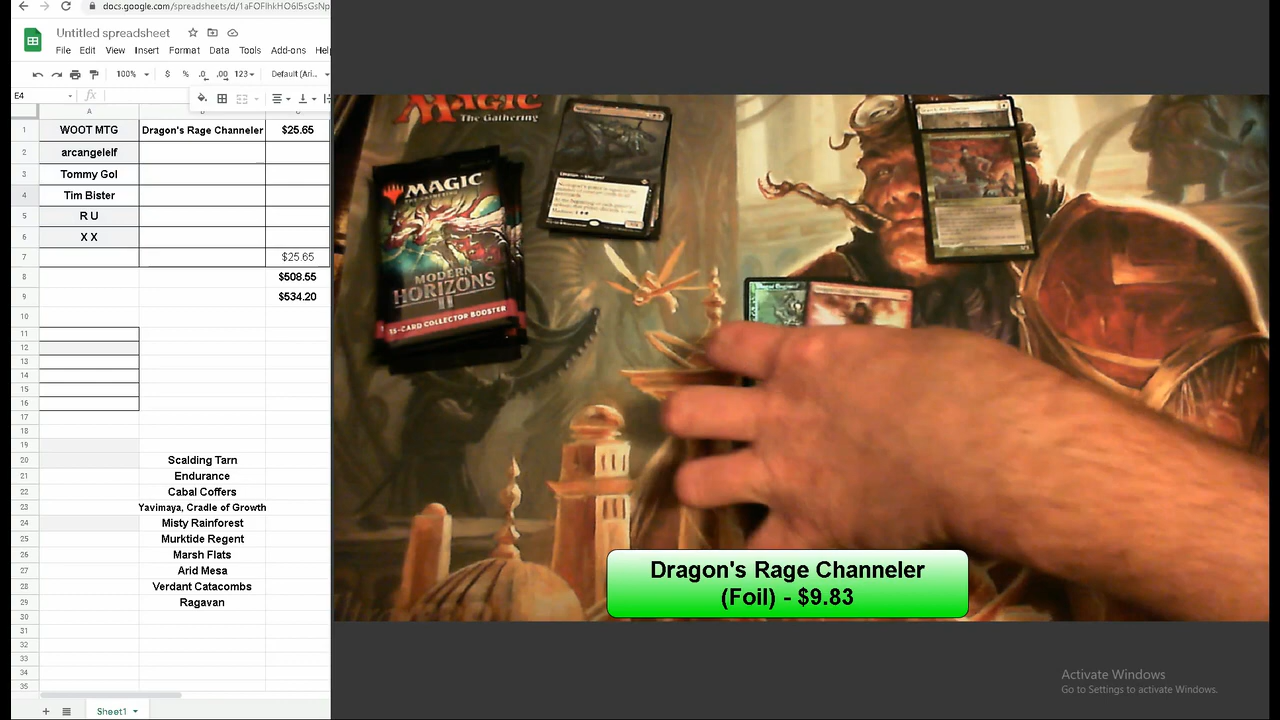 docs.google.com/spreadsheets/d/1aFOFIhkHO6I5sGsNp
Untitled spreadsheet
File Edit View Insert Format Data Tools Add-ons Hel
100% $ % .0 .00 123 Default (Ari...
E4 fx
A
1 WOOT MTG Dragon's Rage Channeler $25.65
2 arcangelelf
3 Tommy Gol
4 Tim Bister
5 R U
6 X X
7 $25.65
8 $508.55
9 $534.20
10
11
12
13
14
15
16
17
18
19
20 Scalding Tarn
21 Endurance
22 Cabal Coffers
23 Yavimaya, Cradle of Growth
24 Misty Rainforest
25 Murktide Regent
26 Marsh Flats
27 Arid Mesa
28 Verdant Catacombs
29 Ragavan
30
31
32
33
34
35
Sheet1
MAGIC
The Gathering
MAGIC
MODERN
HORIZONS
II
15-CARD COLLECTOR BOOSTER
Dragon's Rage Channeler
(Foil) - $9.83
Activate Windows
Go to Settings to activate Windows.